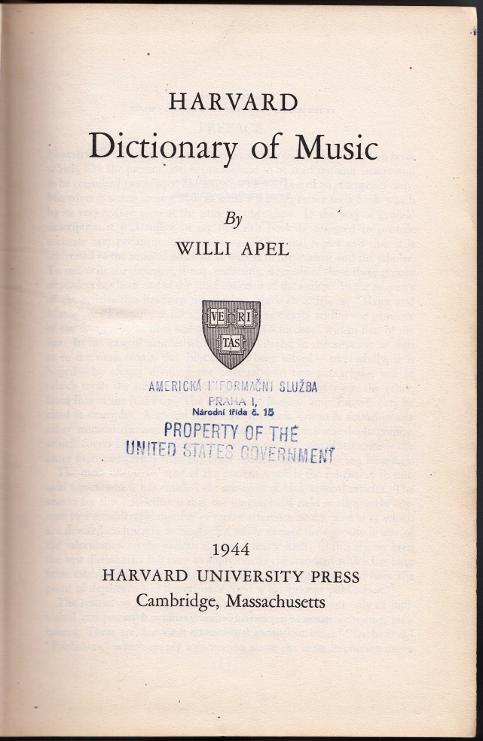 HARVARD
Dictionary of Music
By
WILLI APEL
VE RI
TAS
AMERICKÁ INFORMAČNÍ SLUŽBA
PRAHA I,
Národní třída č. 15
PROPERTY OF THE
UNITED STATES GOVERNMENT
1944
HARVARD UNIVERSITY PRESS
Cambridge, Massachusetts